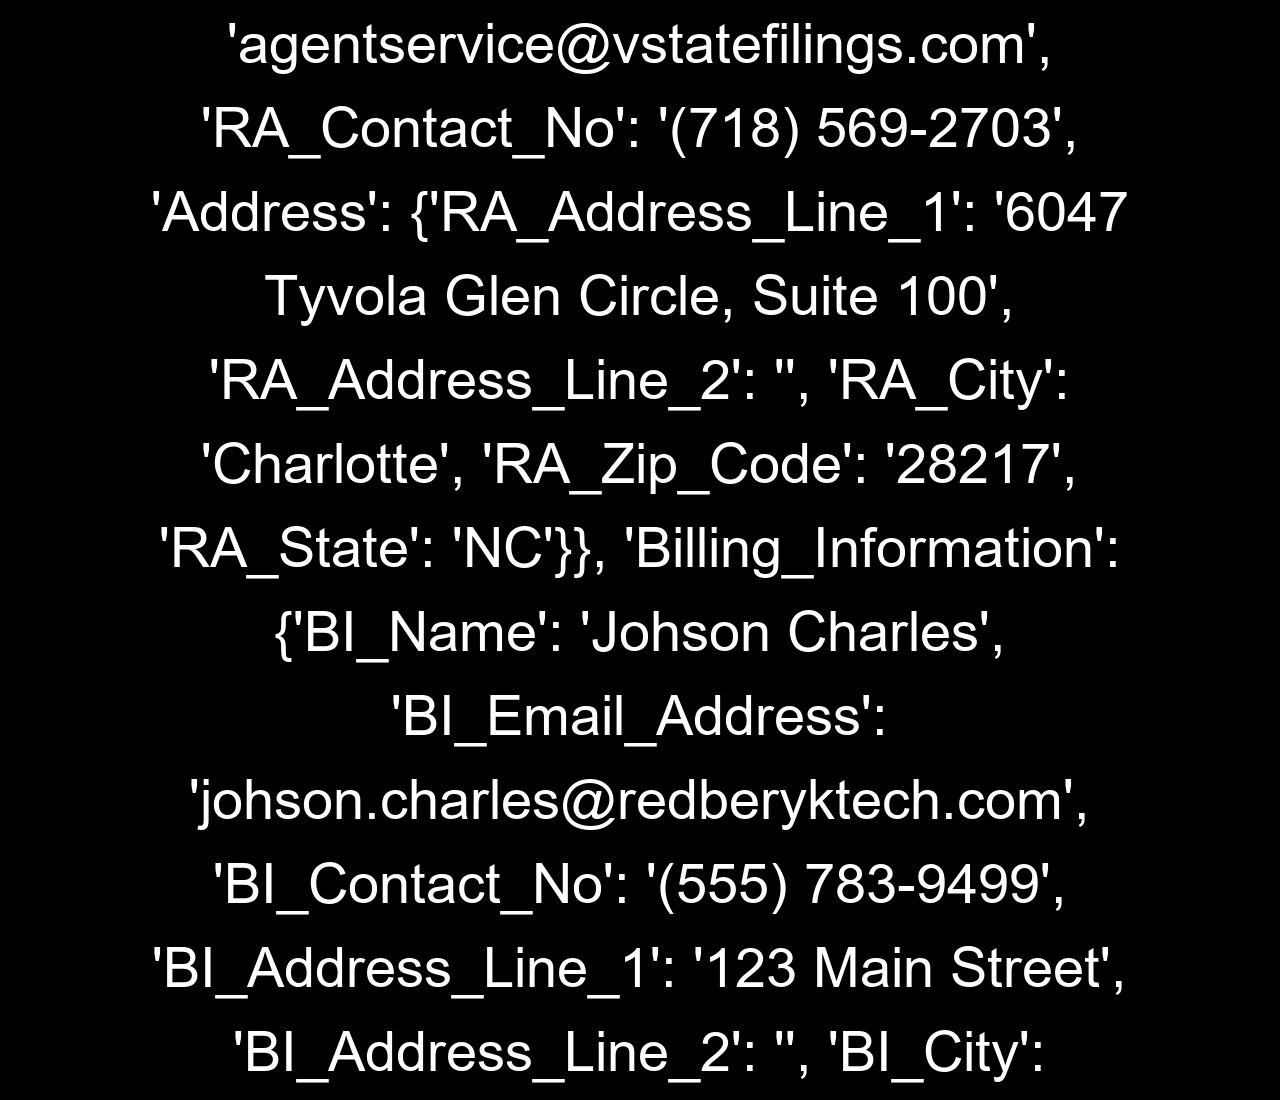 'agentservice@vstatefilings.com',
'RA_Contact_No': '(718) 569-2703',
'Address': {'RA_Address_Line_1': '6047
Tyvola Glen Circle, Suite 100',
'RA_Address_Line_2': '', 'RA_City':
'Charlotte', 'RA_Zip_Code': '28217',
'RA_State': 'NC'}}, 'Billing_Information':
{'BI_Name': 'Johson Charles',
'BI_Email_Address':
'johson.charles@redberyktech.com',
'BI_Contact_No': '(555) 783-9499',
'BI_Address_Line_1': '123 Main Street',
'BI_Address_Line_2': '', 'BI_City':